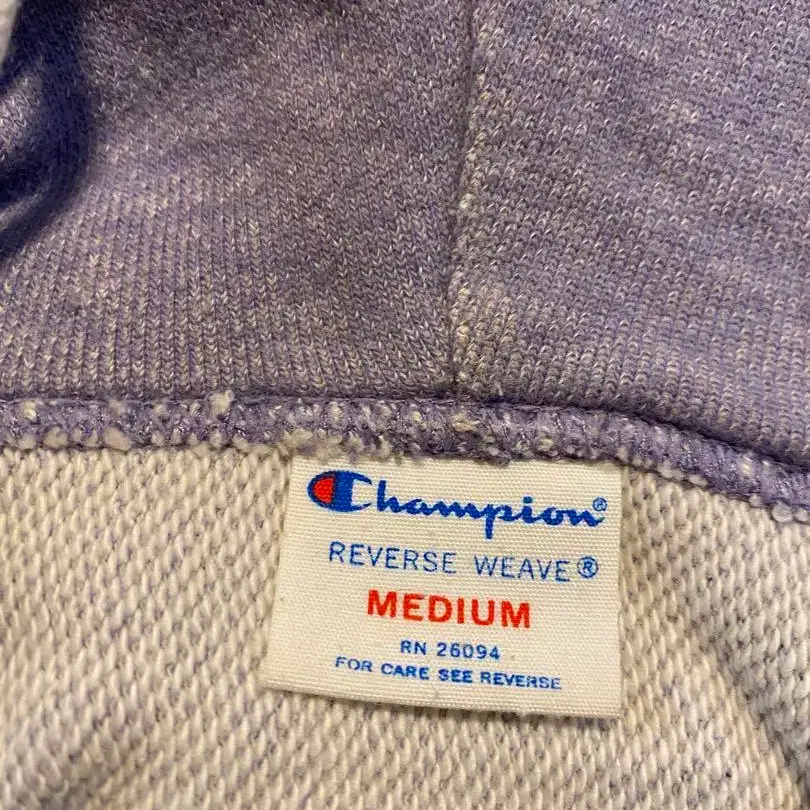 Champion®
REVERSE WEAVE®
MEDIUM
RN 26094
FOR CARE SEE REVERSE